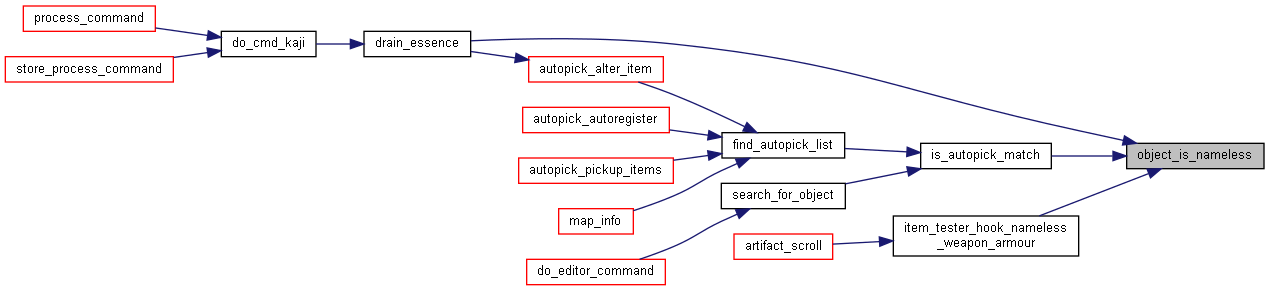 process_command
store_process_command
do_cmd_kaji
drain_essence
autopick_alter_item
autopick_autoregister
autopick_pickup_items
map_info
do_editor_command
find_autopick_list
search_for_object
artifact_scroll
is_autopick_match
item_tester_hook_nameless
_weapon_armour
object_is_nameless